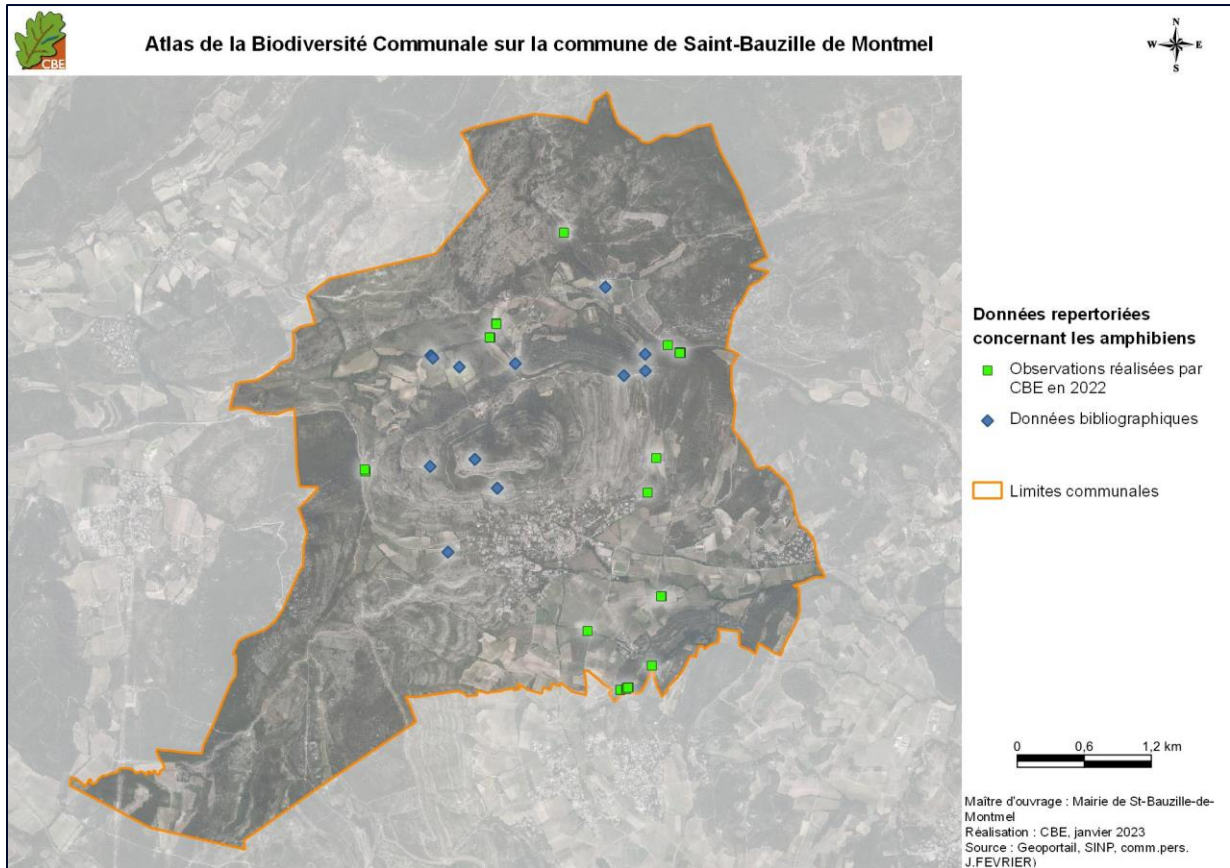 CBE
Atlas de la Biodiversité Communale sur la commune de Saint-Bauzille de Montmel
N
W E
S
Données repertoriées
concernant les amphibiens
Observations réalisées par
CBE en 2022
Données bibliographiques
Limites communales
0 0,6 1,2 km
Maître d'ouvrage : Mairie de St-Bauzille-de-
Montmel
Réalisation : CBE, janvier 2023
Source : Geoportail, SINP, comm.pers.
J.FEVRIER)